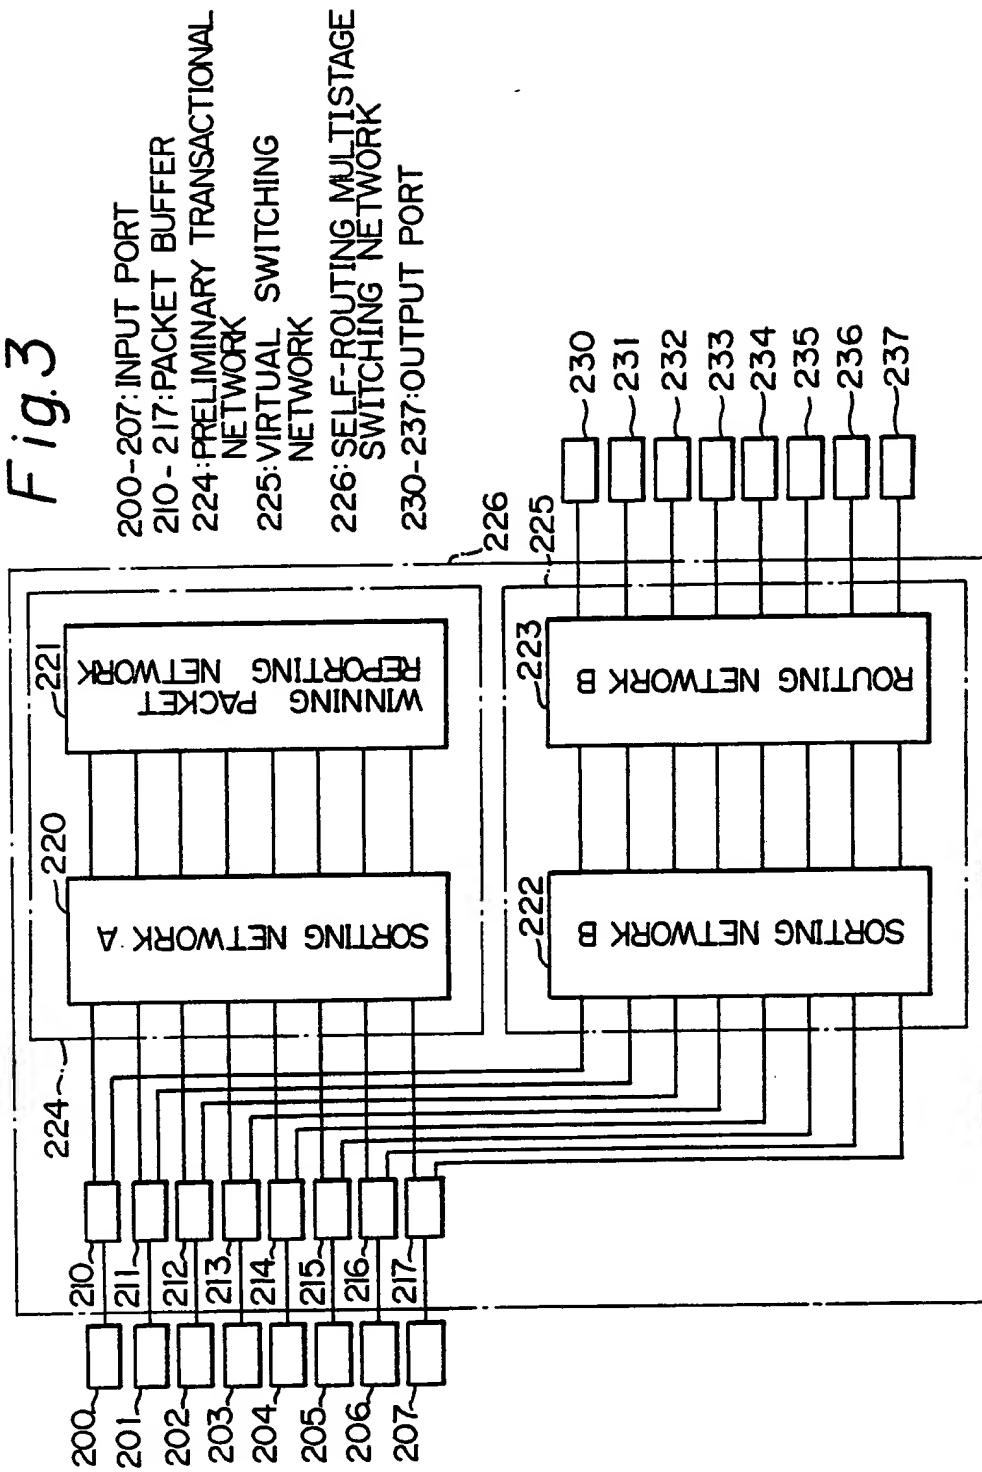 Fig.3
200-207:INPUT PORT
210-217:PACKET BUFFER
224:PRELIMINARY TRANSACTIONAL
NETWORK
225:VIRTUAL SWITCHING
NETWORK
226:SELF-ROUTING MULTISTAGE
SWITCHING NETWORK
230-237:OUTPUT PORT
226
225
224
220
SORTING NETWORK A
221
WINNING PACKET
REPORTING NETWORK
222
SORTING NETWORK B
223
ROUTING NETWORK B
200
201
202
203
204
205
206
207
210
211
212
213
214
215
216
217
230
231
232
233
234
235
236
237